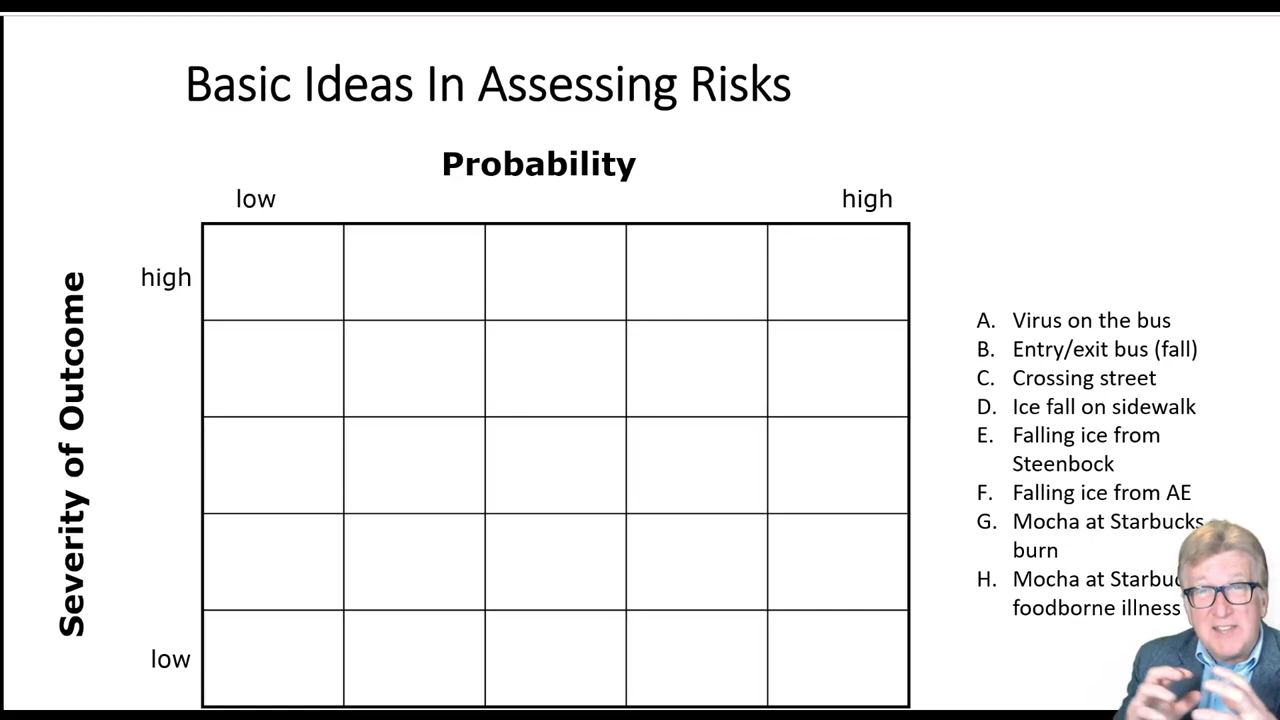 Basic Ideas In Assessing Risks
Probability
low
high
high
Severity of Outcome
low
A. Virus on the bus
B. Entry/exit bus (fall)
C. Crossing street
D. Ice fall on sidewalk
E. Falling ice from
Steenbock
F. Falling ice from AE
G. Mocha at Starbucks
burn
H. Mocha at
foodborne illness